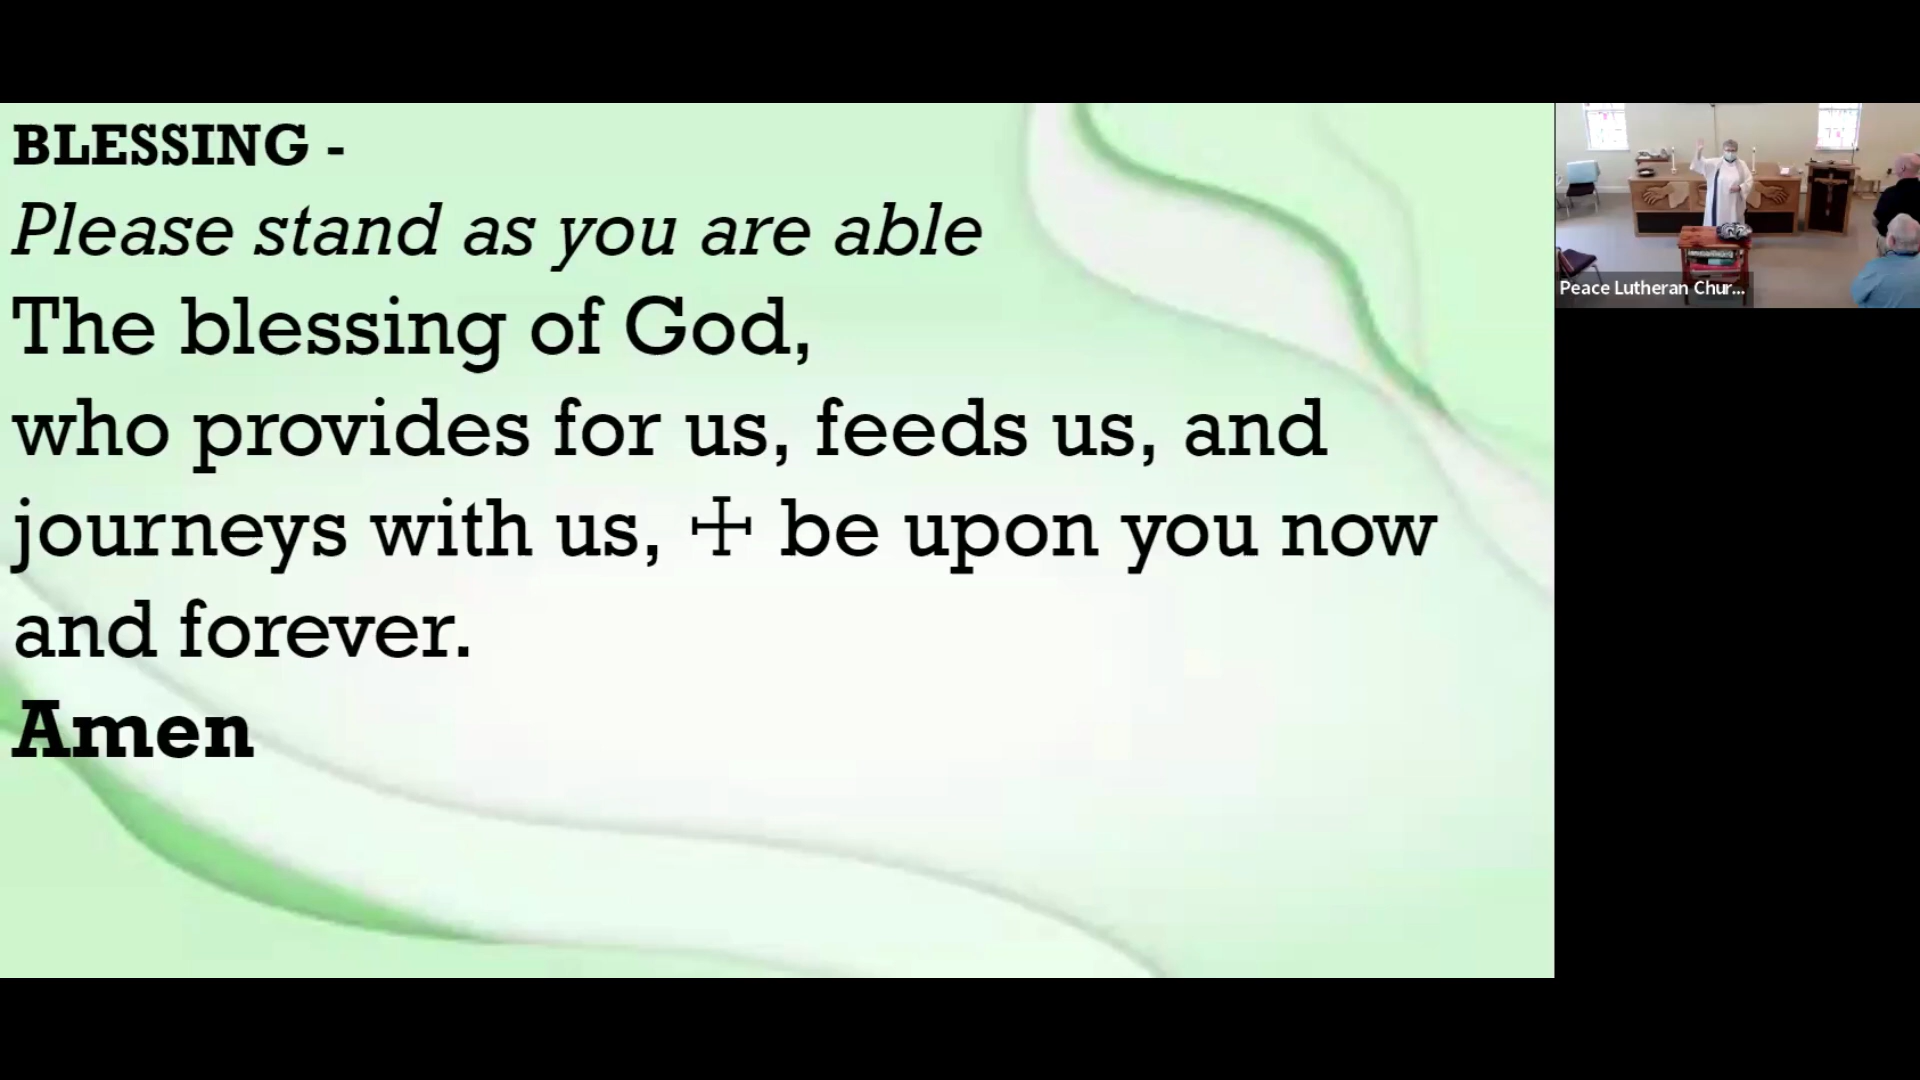 BLESSING -
Please stand as you are able
The blessing of God,
who provides for us, feeds us, and
journeys with us, ☩ be upon you now
and forever.
Amen
Peace Lutheran Chur...